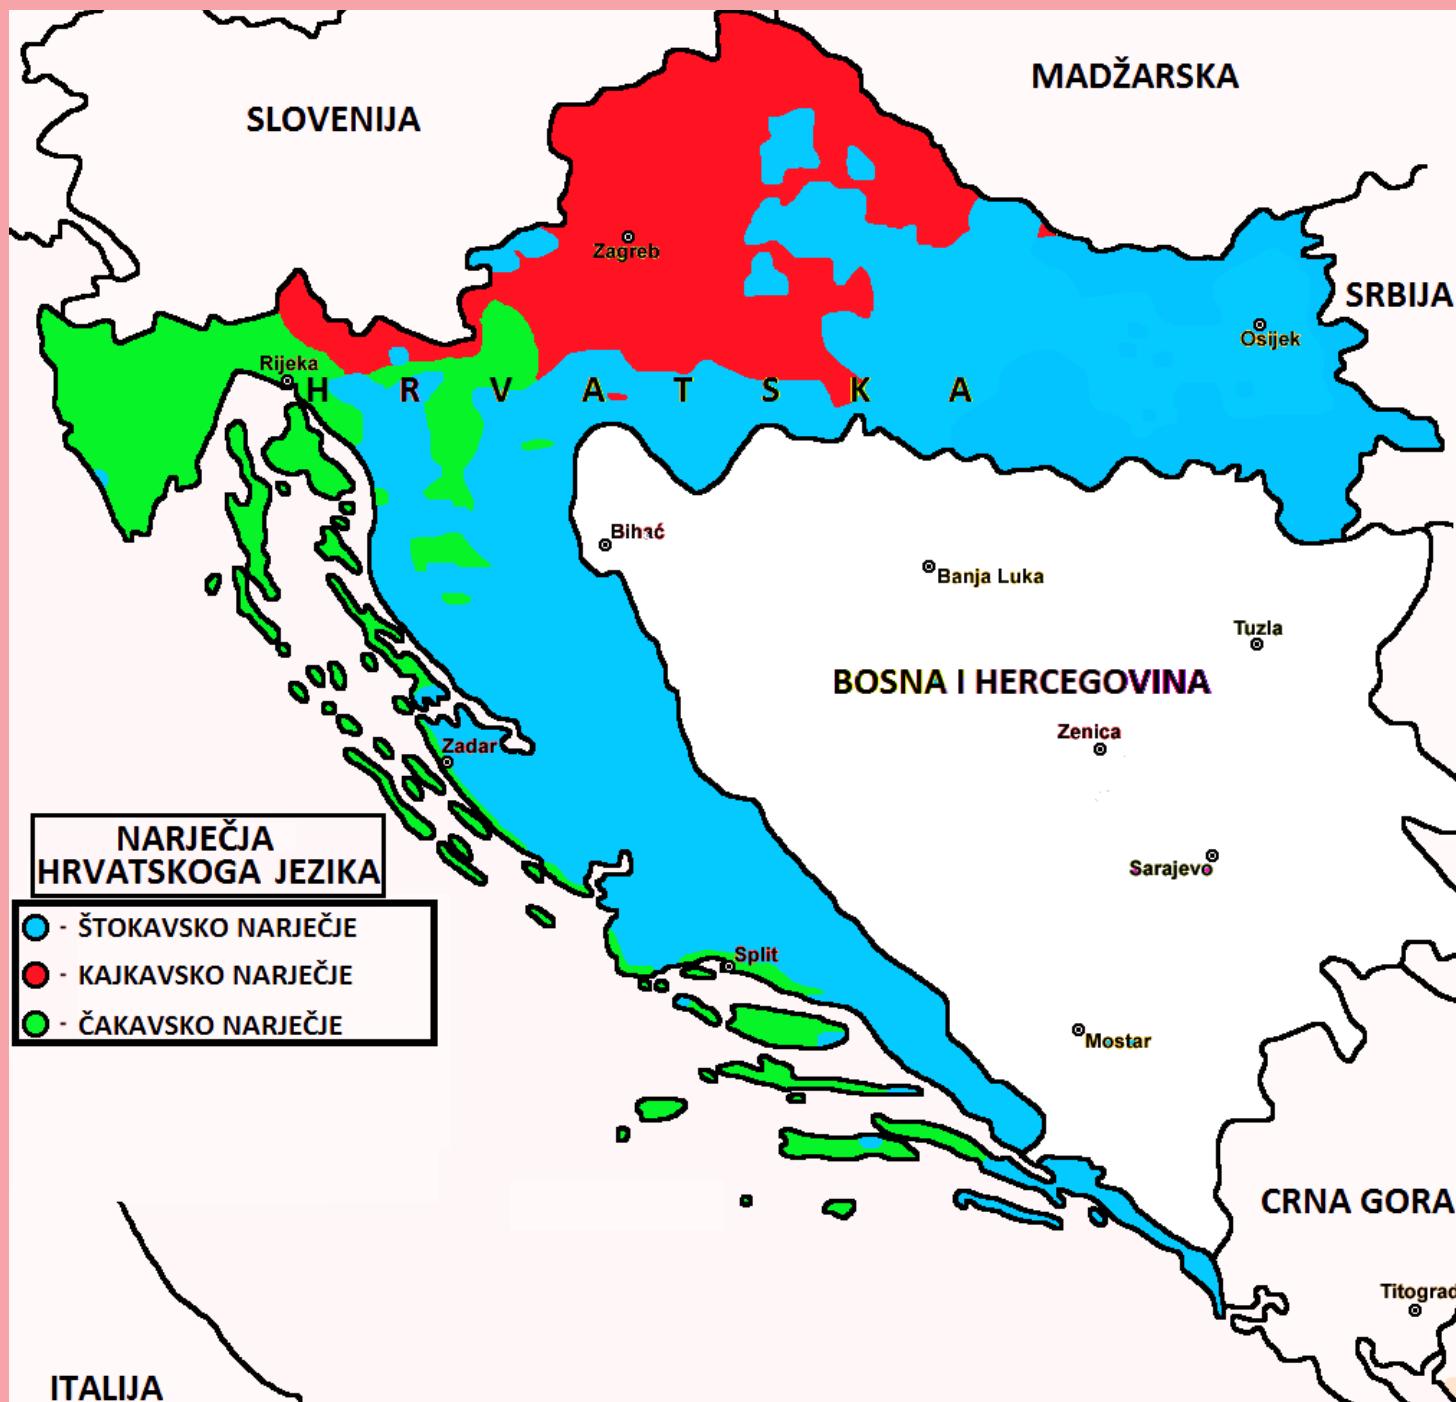 MADŽARSKA
SLOVENIJA
Zagreb
SRBIJA
Osijek
Rijeka
H R V A T S K A
Bihać
Banja Luka
Tuzla
BOSNA I HERCEGOVINA
Zenica
Zadar
NARJEČJA
HRVATSKOGA JEZIKA
Sarajevo
- ŠTOKAVSKO NARJEČJE
Split
- KAJKAVSKO NARJEČJE
- ČAKAVSKO NARJEČJE
Mostar
CRNA GORA
Titograd
ITALIJA